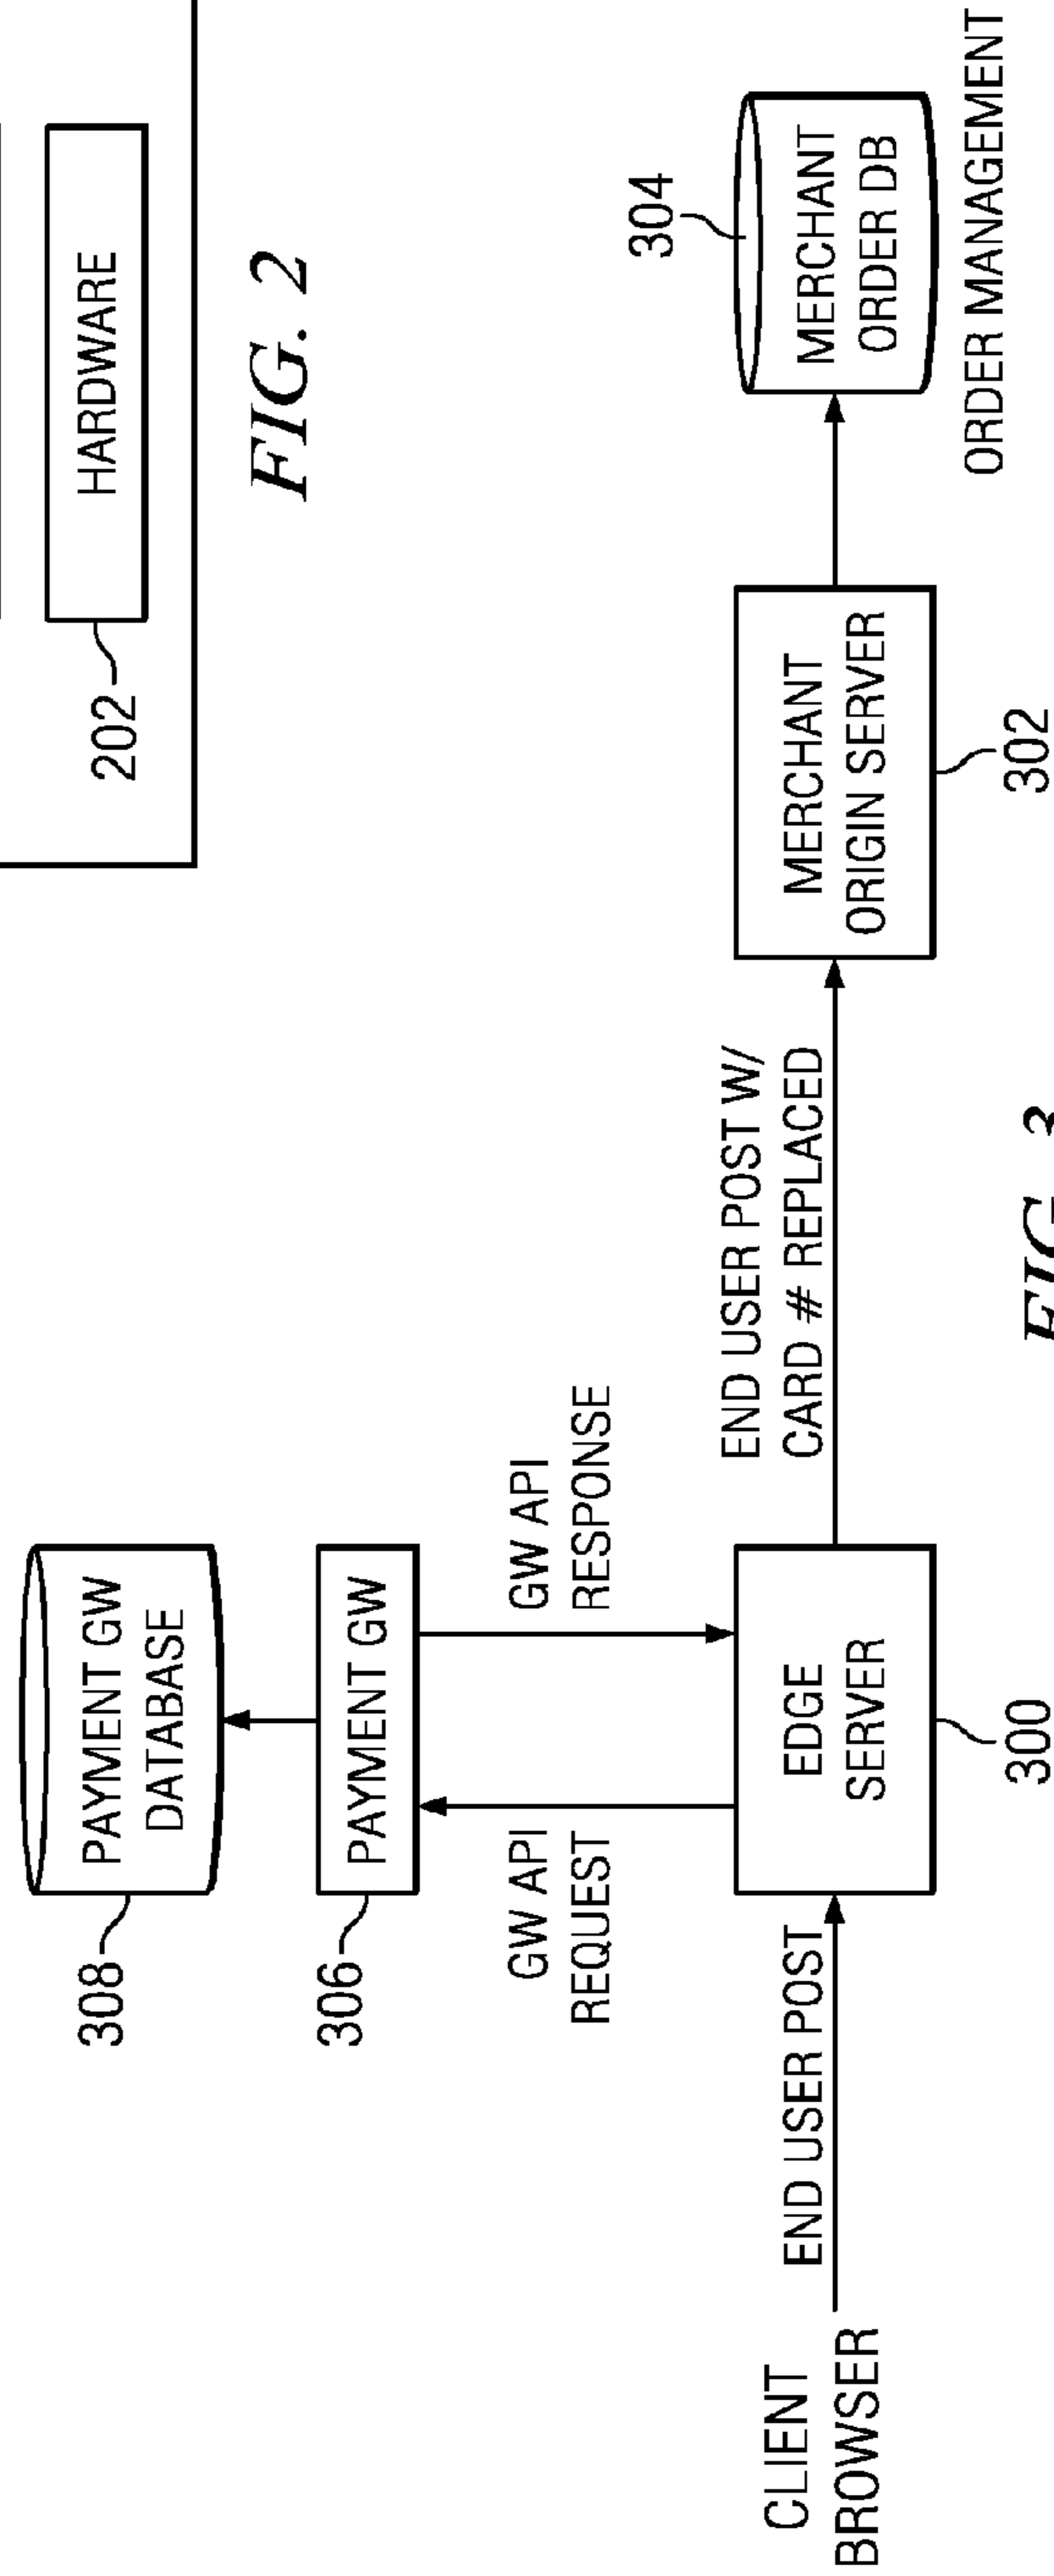 HARDWARE
202
FIG. 2
PAYMENT GW
DATABASE
308
PAYMENT GW
306
GW API
REQUEST
GW API
RESPONSE
CLIENT
BROWSER
END USER POST
EDGE
SERVER
300
END USER POST W/
CARD # REPLACED
MERCHANT
ORIGIN SERVER
302
304
MERCHANT
ORDER DB
ORDER MANAGEMENT
FIG. 3